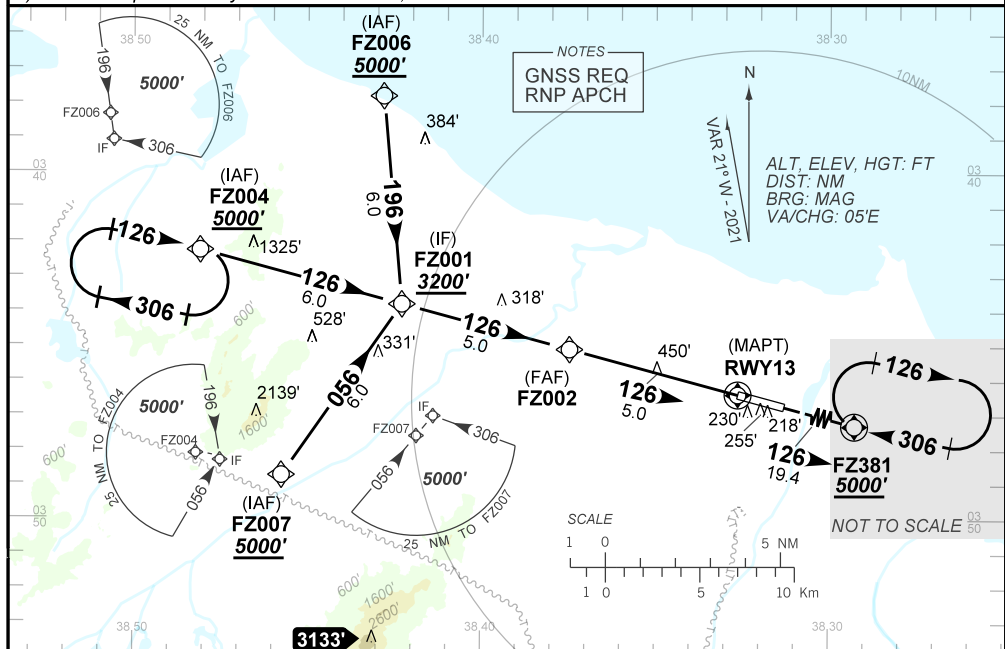 38 50
38 40
38 30
25 NM TO FZ006
196
5000'
FZ006
IF
306
(IAF)
FZ006
5000'
NOTES
GNSS REQ
RNP APCH
10NM
N
VAR 21° W - 2021
ALT, ELEV, HGT: FT
DIST: NM
BRG: MAG
VA/CHG: 05'E
384'
03
40
03
40
(IAF)
FZ004
5000'
196
6.0
126
1325'
(IF)
FZ001
3200'
126
6.0
306
318'
126
5.0
600'
528'
331'
450'
(MAPT)
RWY13
126
(FAF)
FZ002
126
5.0
056
6.0
2139'
1600'
25 NM TO FZ004
5000'
196
FZ004
IF
056
IF
FZ007
306
056
5000'
25 NM TO FZ007
230'
255'
218'
306
126
19.4
FZ381
5000'
600'
(IAF)
FZ007
5000'
03
50
SCALE
1 0 5 NM
1 0 5 10 Km
03
50
NOT TO SCALE
600'
1600'
2600'
3133'
38 50
38 40
38 30